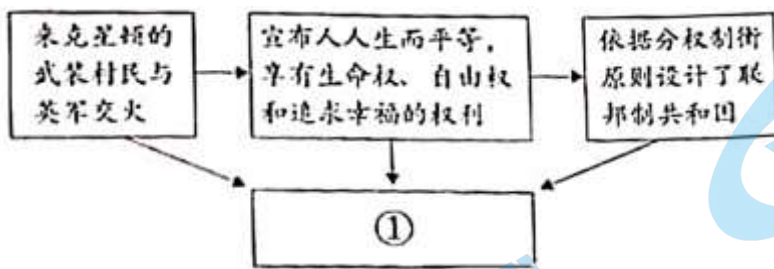 莱克星顿的
武装村民与
英军交火
宣布人人生而平等，
享有生命权、自由权
和追求幸福的权利
依据分权制衡
原则设计了联
邦制共和国
①